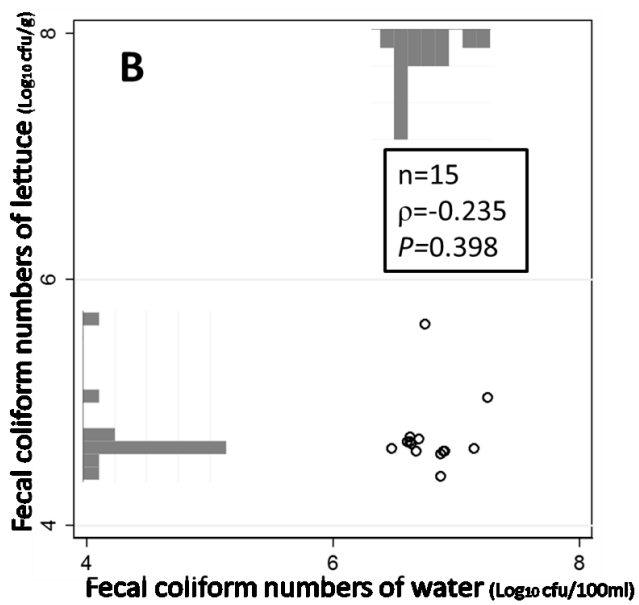 B
n=15
ρ=-0.235
P=0.398
Fecal coliform numbers of lettuce (Log10 cfu/g)
8
6
4
4
6
8
Fecal coliform numbers of water (Log10 cfu/100ml)